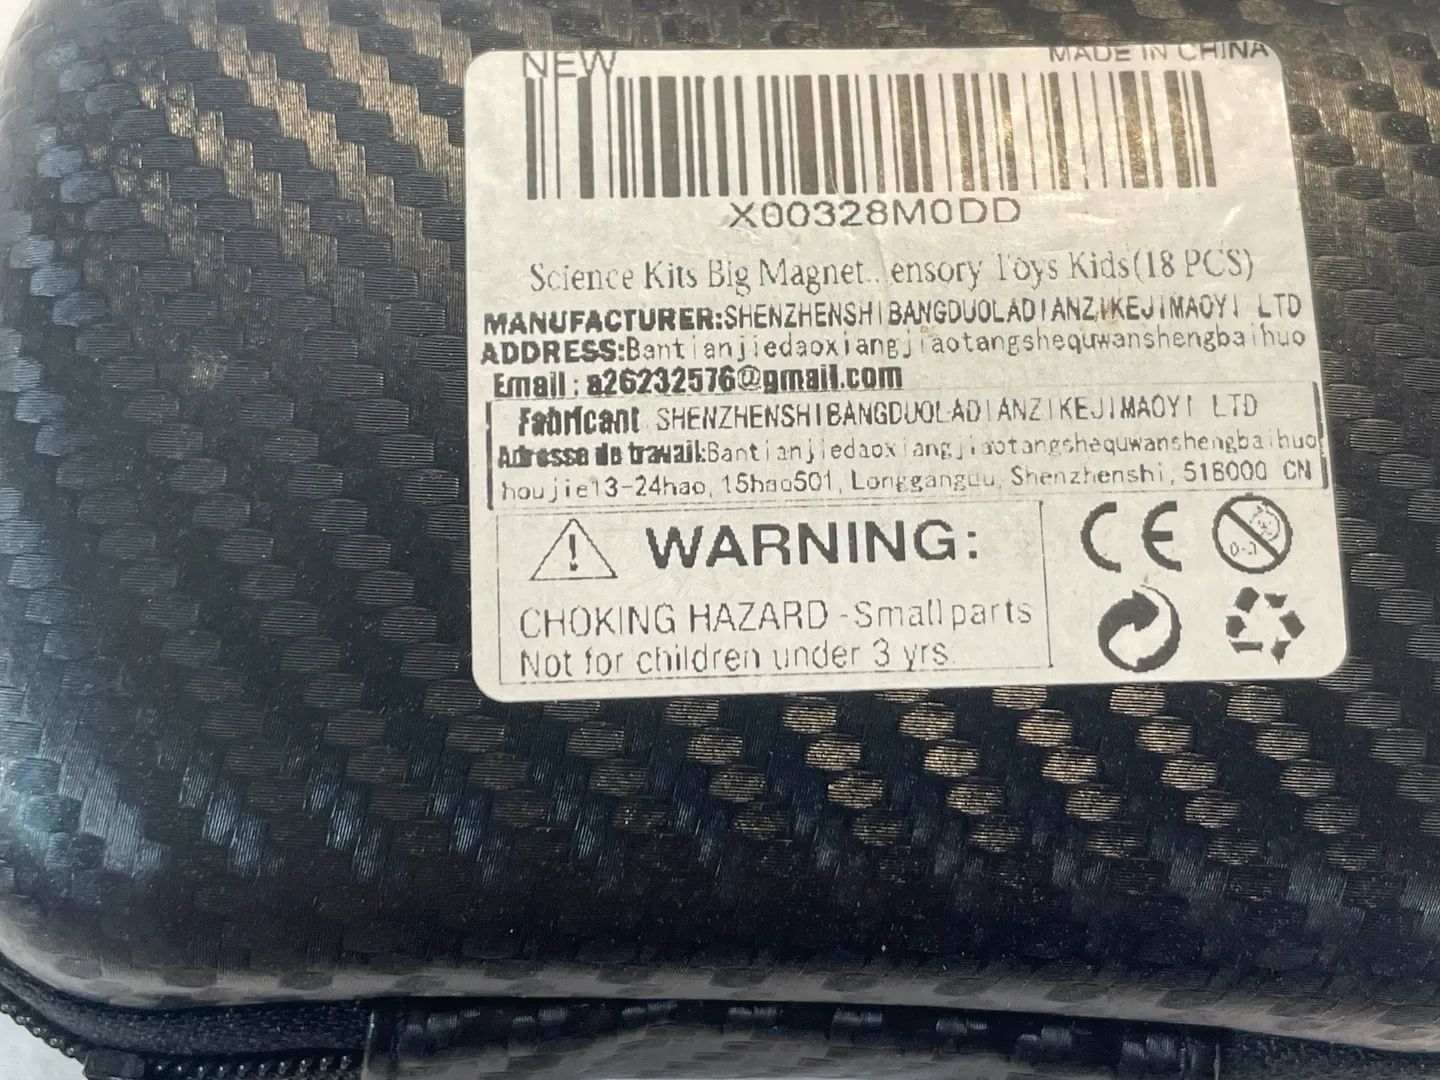 NEW MADE IN CHINA
X00328M0DD
Science Kits Big Magnet...ensory Toys Kids(18 PCS)
MANUFACTURER:SHENZHENSHIBANGDUOLADIANZIKEJIMAOYI LTD
ADDRESS:Bantianjiedaoxiangjiaotangshequwanshengbaihuo
Email : a26232576@gmail.com
Fabricant SHENZHENSHIBANGDUOLADIANZIKEJIMAOYI LTD
Adresse de travail:Bantianjiedaoxiangjiaotangshequwanshengbaihuo
houjie13-24hao, 15hao501, Longgangqu, Shenzhenshi, 518000 CN
WARNING:
CE
0-3
CHOKING HAZARD - Small parts
Not for children under 3 yrs.